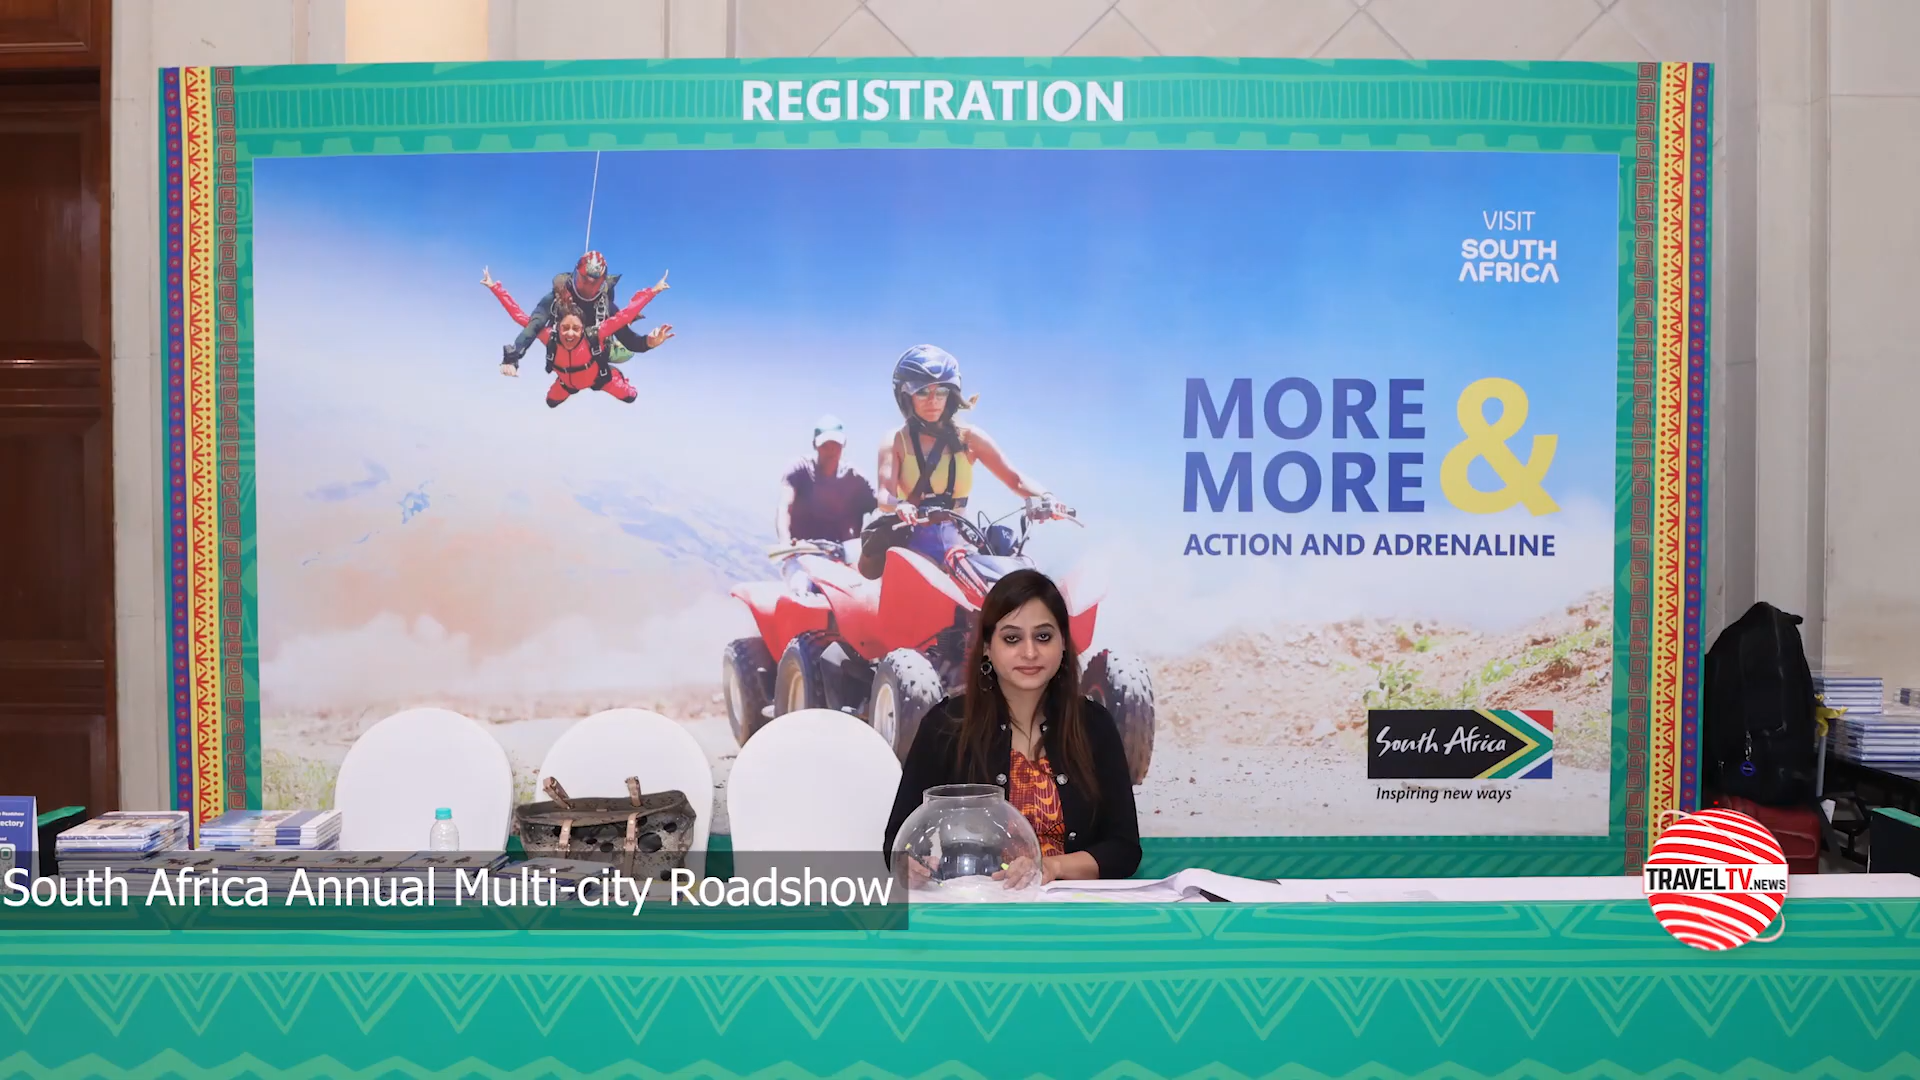 REGISTRATION
VISIT
SOUTH
AFRICA
MORE &
MORE
ACTION AND ADRENALINE
South Africa
Inspiring new ways
South Africa Annual Multi-city Roadshow
TRAVELTV.NEWS